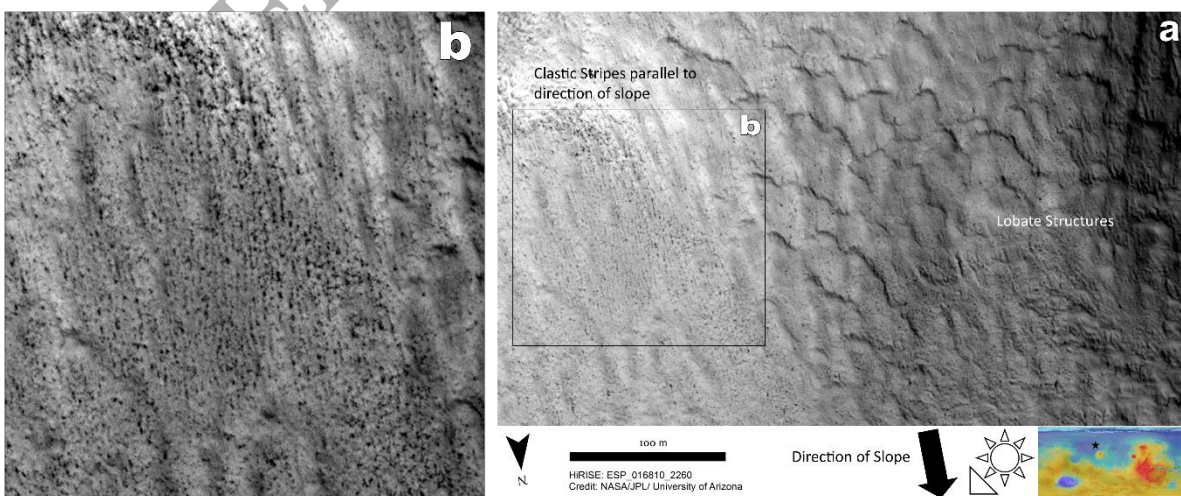 b
a
Clastic Stripes parallel to
direction of slope
b
Lobate Structures
100 m
N
HiRISE: ESP_016810_2260
Credit: NASA/JPL/ University of Arizona
Direction of Slope